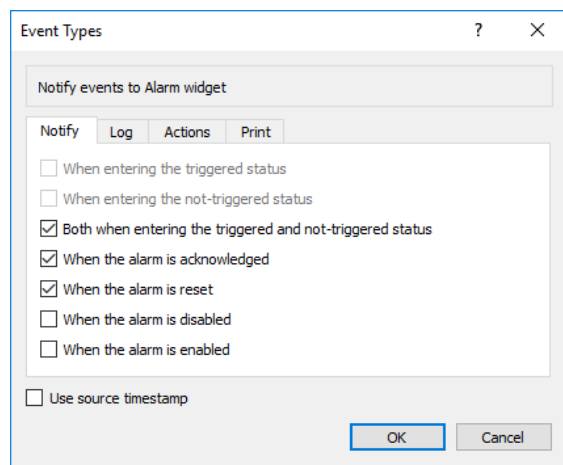 Event Types
Notify events to Alarm widget
Notify Log Actions Print
When entering the triggered status
When entering the not-triggered status
Both when entering the triggered and not-triggered status
When the alarm is acknowledged
When the alarm is reset
When the alarm is disabled
When the alarm is enabled
Use source timestamp
OK Cancel